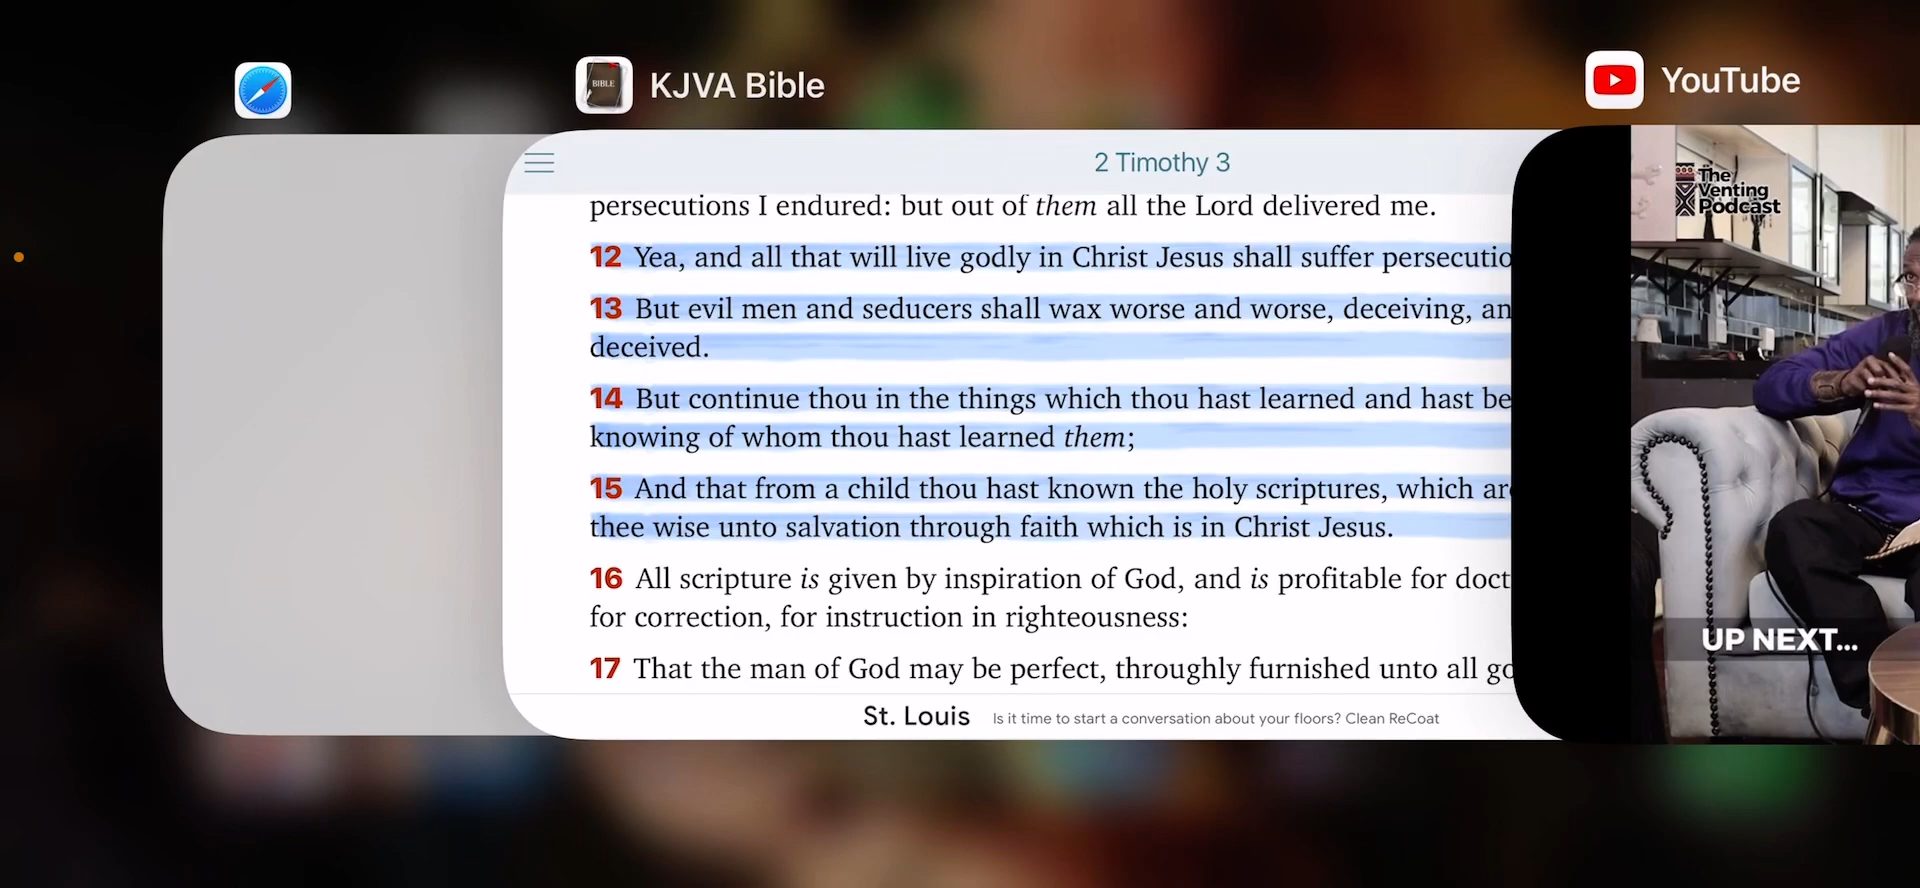 KJVA Bible
YouTube
BIBLE
2 Timothy 3
persecutions I endured: but out of them all the Lord delivered me.
12 Yea, and all that will live godly in Christ Jesus shall suffer persecutio
13 But evil men and seducers shall wax worse and worse, deceiving, an
deceived.
14 But continue thou in the things which thou hast learned and hast be
knowing of whom thou hast learned them;
15 And that from a child thou hast known the holy scriptures, which are
thee wise unto salvation through faith which is in Christ Jesus.
16 All scripture is given by inspiration of God, and is profitable for doct
for correction, for instruction in righteousness:
17 That the man of God may be perfect, throughly furnished unto all go
St. Louis Is it time to start a conversation about your floors? Clean ReCoat
The
Venting
Podcast
UP NEXT...